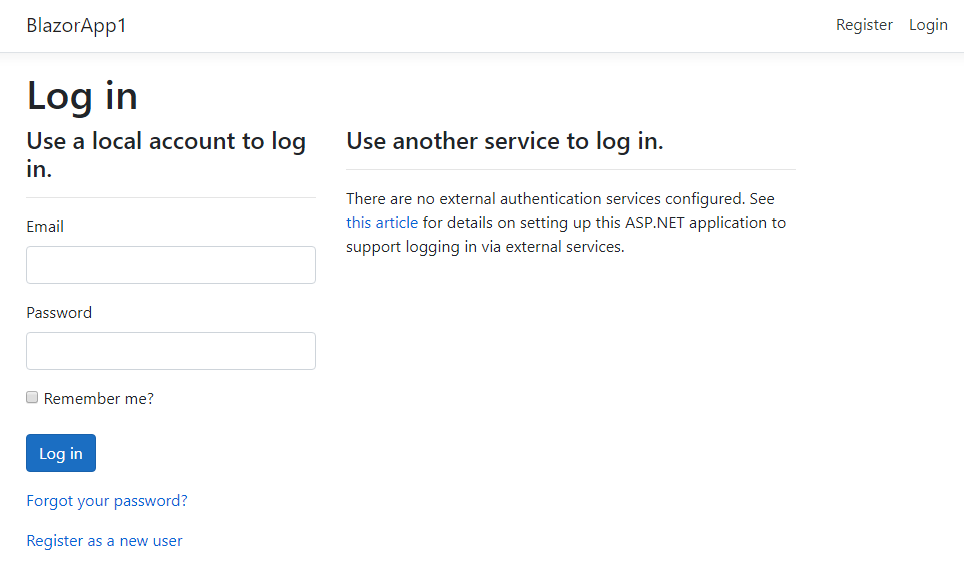 BlazorApp1
Register
Login
Log in
Use a local account to log
in.
Email
Password
Remember me?
Log in
Forgot your password?
Register as a new user
Use another service to log in.
There are no external authentication services configured. See
this article for details on setting up this ASP.NET application to
support logging in via external services.